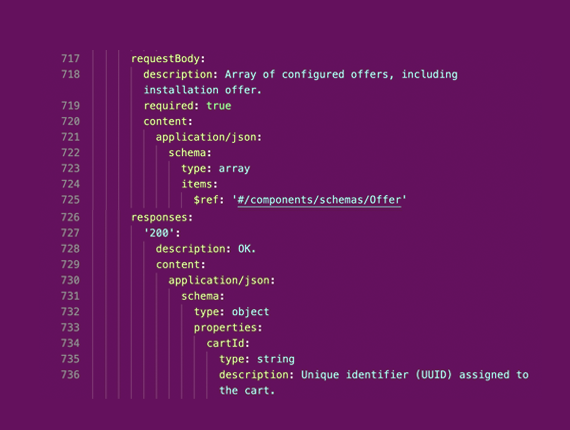 717 requestBody:
718 description: Array of configured offers, including
installation offer.
719 required: true
720 content:
721 application/json:
722 schema:
723 type: array
724 items:
725 $ref: '#/components/schemas/Offer'
726 responses:
727 '200':
728 description: OK.
729 content:
730 application/json:
731 schema:
732 type: object
733 properties:
734 cartId:
735 type: string
736 description: Unique identifier (UUID) assigned to
the cart.